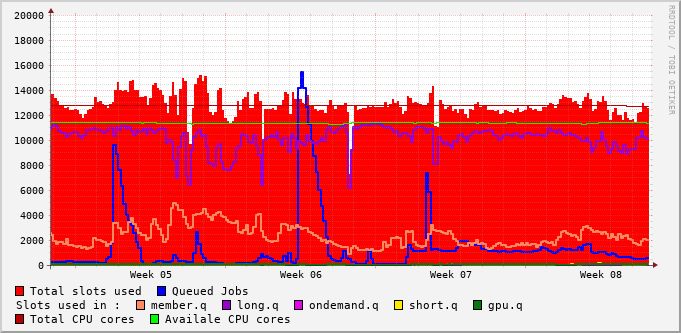 RRDTOOL / TOBI OETIKER
20000
18000
16000
14000
12000
10000
8000
6000
4000
2000
0
Week 05 Week 06 Week 07 Week 08
Total slots used Queued Jobs
Slots used in : member.q long.q ondemand.q short.q gpu.q
Total CPU cores Availale CPU cores